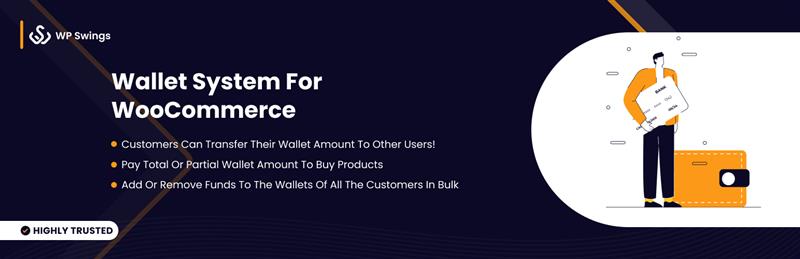 WP Swings
Wallet System For
WooCommerce
Customers Can Transfer Their Wallet Amount To Other Users!
Pay Total Or Partial Wallet Amount To Buy Products
Add Or Remove Funds To The Wallets Of All The Customers In Bulk
BANK
HIGHLY TRUSTED